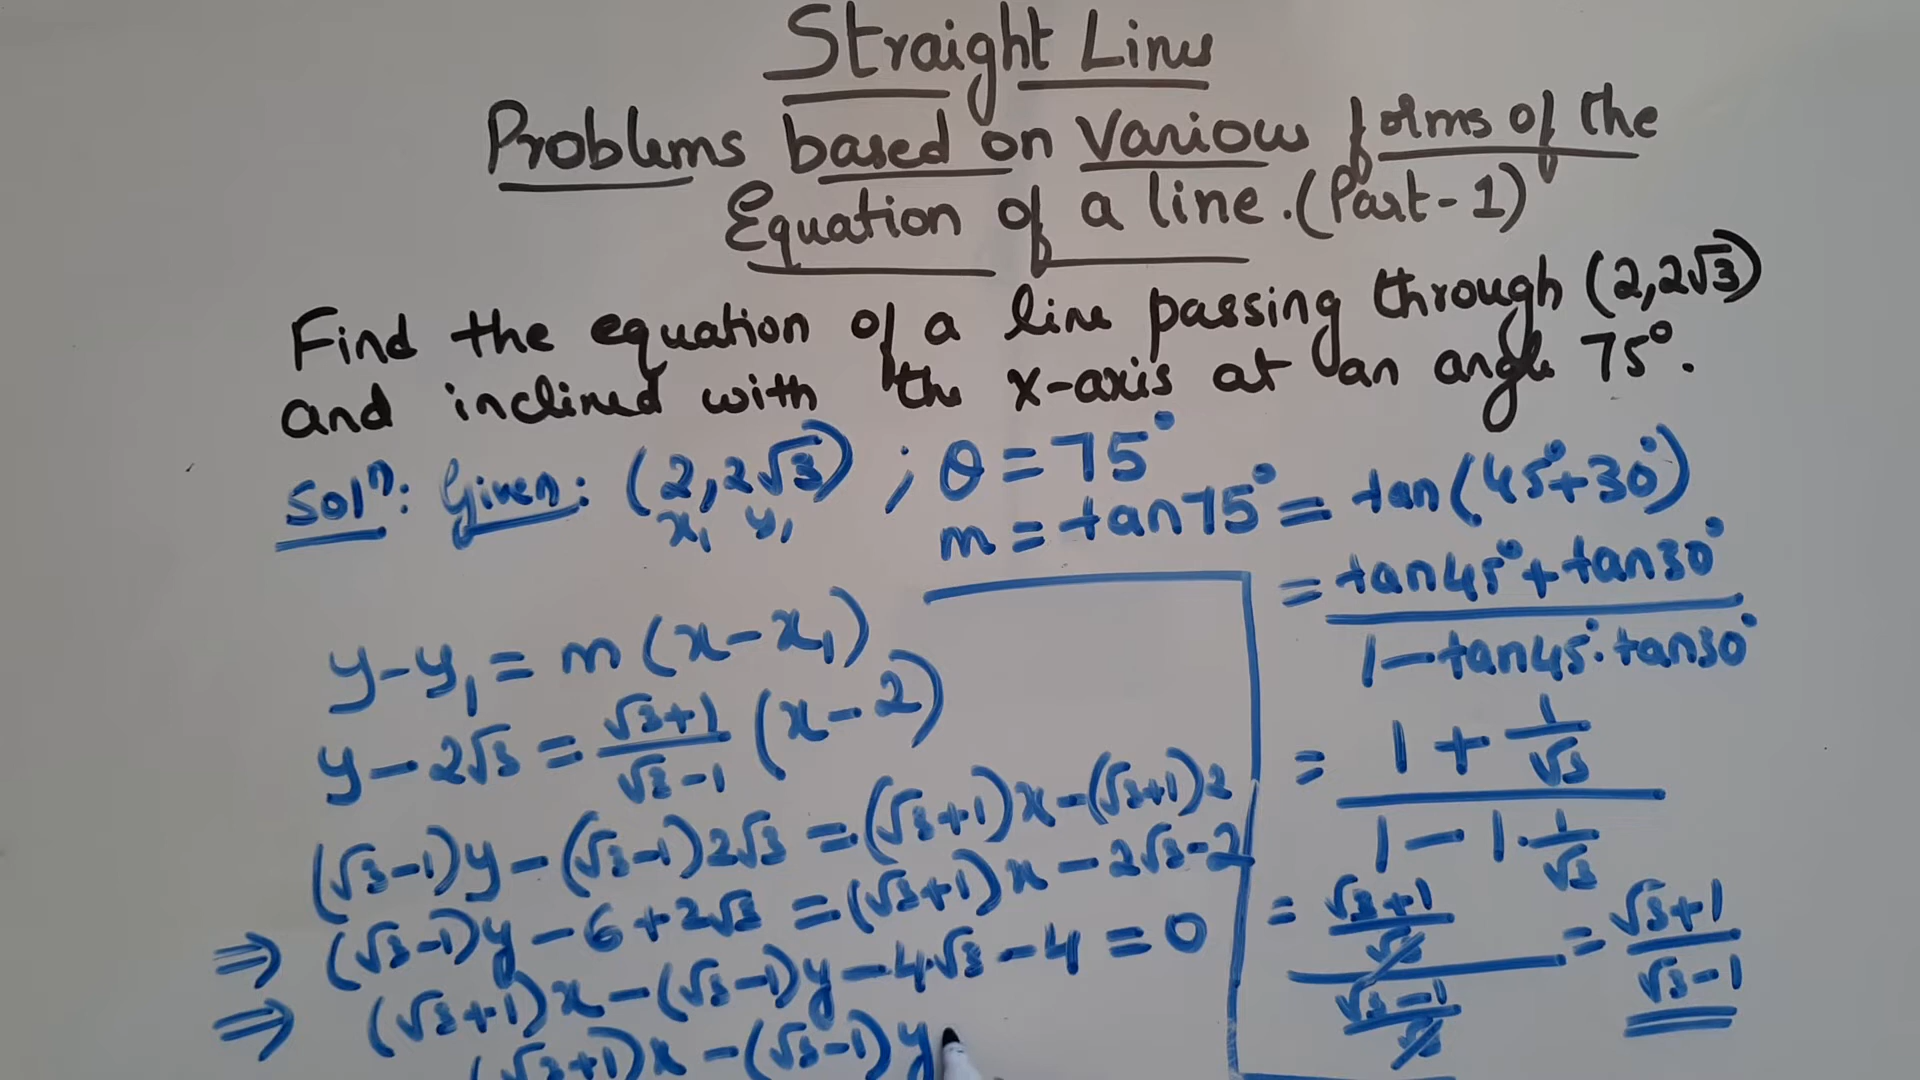 Straight Lines
Problems based on Various forms of the
Equation of a line. (Part-1)
Find the equation of a line passing through (2, 2√3)
and inclined with the x-axis at an angle 75°.
Solⁿ: Given: (2, 2√3) ; θ = 75°
x₁ y₁
m = tan75° = tan(45°+30°)
= (tan45°+tan30°)/(1-tan45°.tan30°)
= (1 + 1/√3)/(1 - 1.1/√3)
= ((√3+1)/√3)/((√3-1)/√3) = (√3+1)/(√3-1)
y-y₁ = m(x-x₁)
y-2√3 = (√3+1)/(√3-1) (x-2)
(√3-1)y-(√3-1)2√3 = (√3+1)x-(√3+1)2
⇒ (√3-1)y-6+2√3 = (√3+1)x-2√3-2
⇒ (√3+1)x-(√3-1)y-4√3-4 = 0
(√3+1)x-(√3-1)y